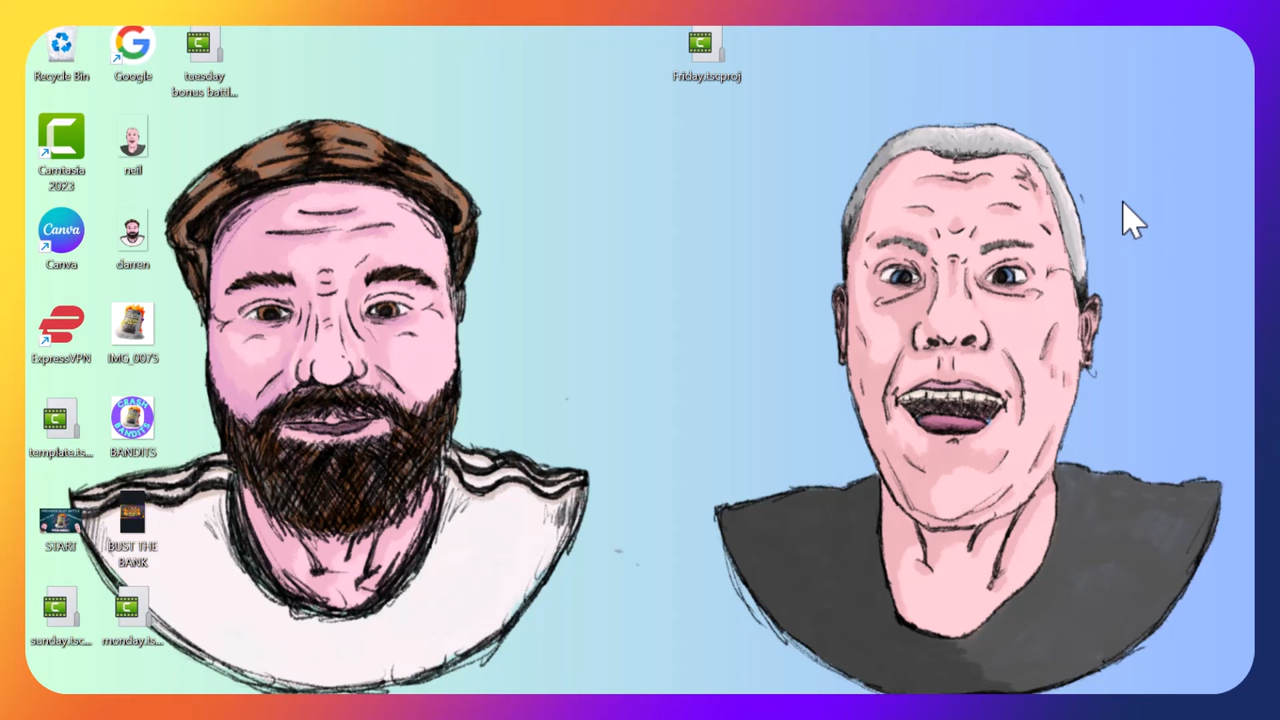 Recycle Bin
Google
tuesday
bonus battl...
Friday.tscproj
Camtasia
2023
neil
Canva
Canva
darren
ExpressVPN
IMG_0075
CRASH
BANDITS
template.ts...
BANDITS
START
BUST THE
BANK
sunday.tsc...
monday.ts...